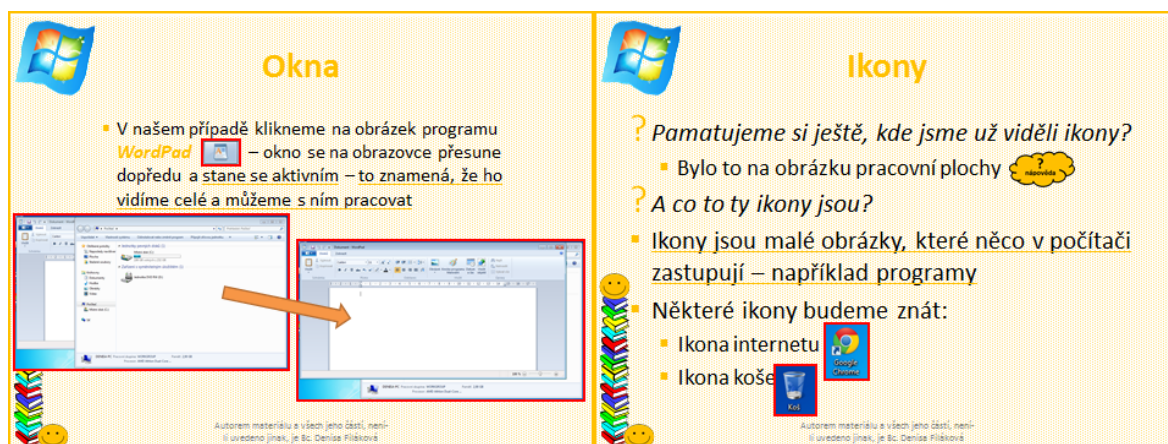 Okna
V našem případě klikneme na obrázek programu
WordPad – okno se na obrazovce přesune
dopředu a stane se aktivním – to znamená, že ho
vidíme celé a můžeme s ním pracovat
Autorem materiálu a všech jeho částí, není-
li uvedeno jinak, je Bc. Denisa Filáková
Ikony
? Pamatujeme si ještě, kde jsme už viděli ikony?
Bylo to na obrázku pracovní plochy
?
nápověda
? A co to ty ikony jsou?
Ikony jsou malé obrázky, které něco v počítači
zastupují – například programy
Některé ikony budeme znát:
Ikona internetu
Google
Chrome
Ikona koše
Koš
Autorem materiálu a všech jeho částí, není-
li uvedeno jinak, je Bc. Denisa Filáková